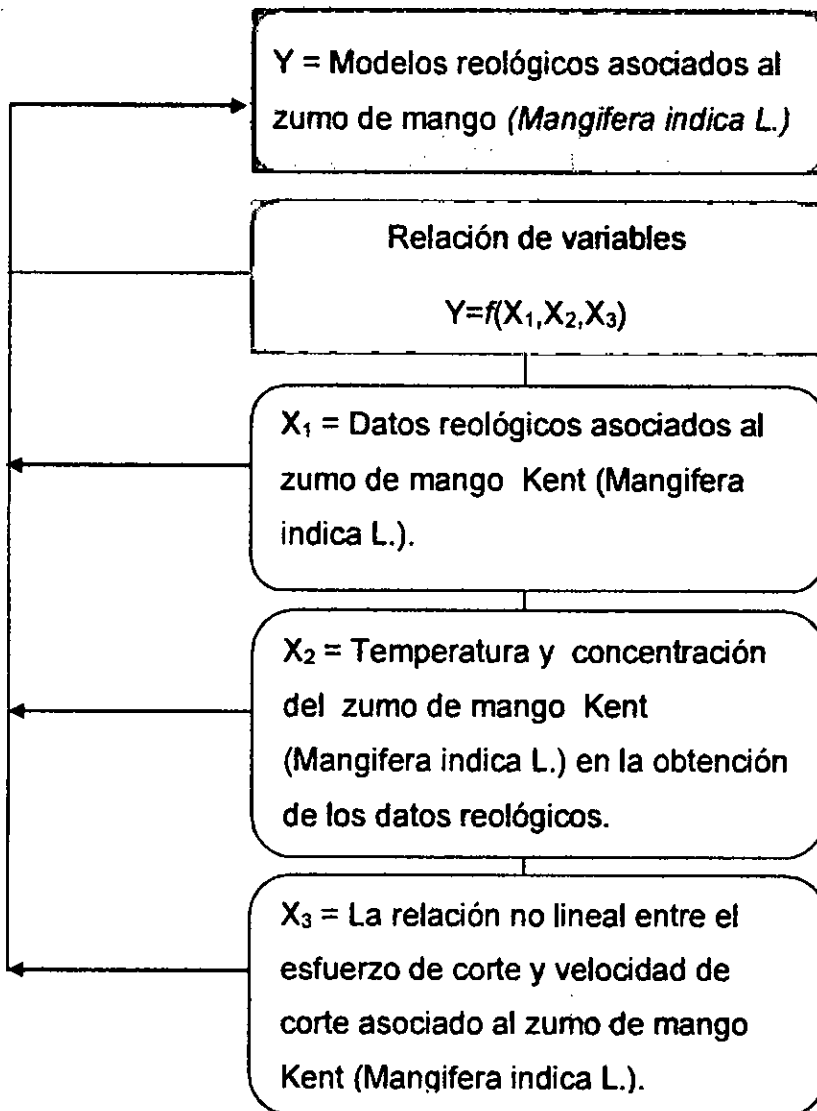 Y = Modelos reológicos asociados al
zumo de mango (Mangifera indica L.)
Relación de variables
Y=f(X₁,X₂,X₃)
X₁ = Datos reológicos asociados al
zumo de mango Kent (Mangifera
indica L.).
X₂ = Temperatura y concentración
del zumo de mango Kent
(Mangifera indica L.) en la obtención
de los datos reológicos.
X₃ = La relación no lineal entre el
esfuerzo de corte y velocidad de
corte asociado al zumo de mango
Kent (Mangifera indica L.).